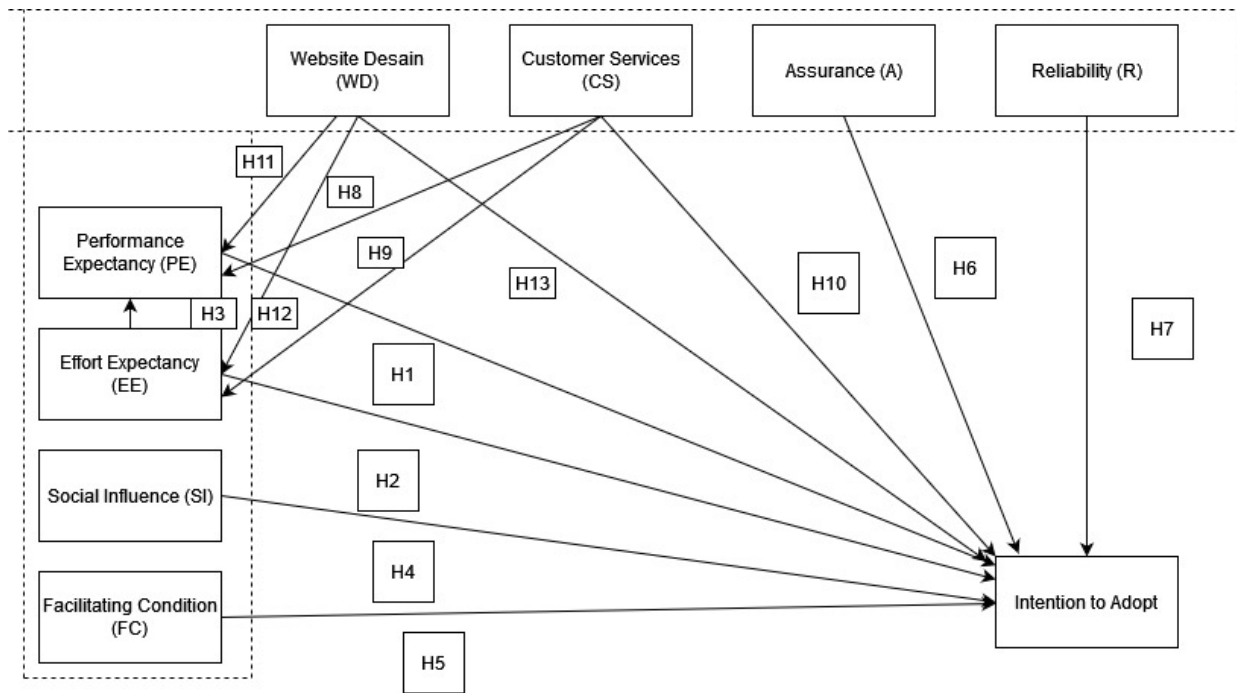 Website Desain
(WD)
Customer Services
(CS)
Assurance (A)
Reliability (R)
H11
H8
Performance
Expectancy (PE)
H9
H13
H10
H6
H3
H12
H7
Effort Expectancy
(EE)
H1
Social Influence (SI)
H2
H4
Facilitating Condition
(FC)
Intention to Adopt
H5